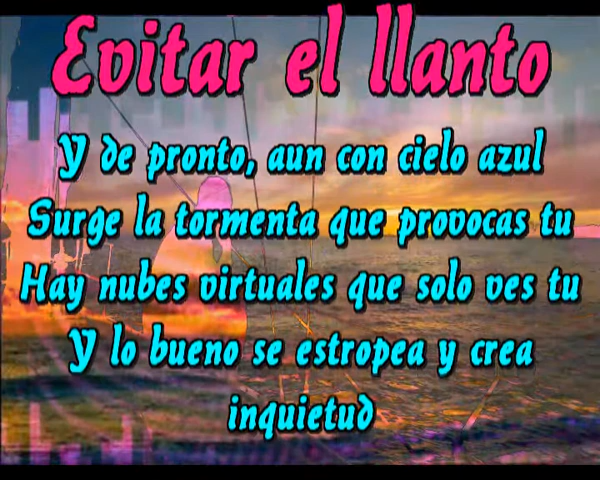 Evitar el llanto
Y de pronto, aun con cielo azul
Surge la tormenta que provocas tu
Hay nubes virtuales que solo ves tu
Y lo bueno se estropea y crea
inquietud